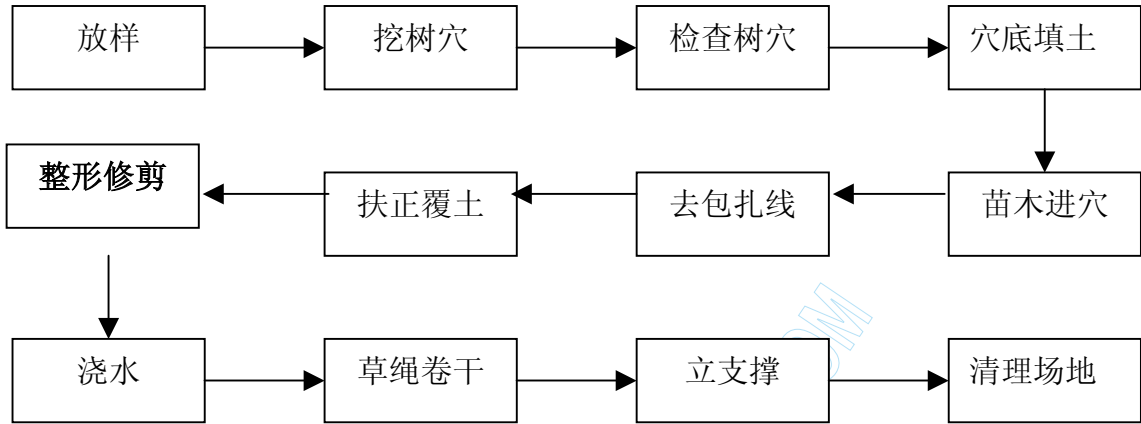 放样
挖树穴
检查树穴
穴底填土
苗木进穴
去包扎线
扶正覆土
整形修剪
浇水
草绳卷干
立支撑
清理场地